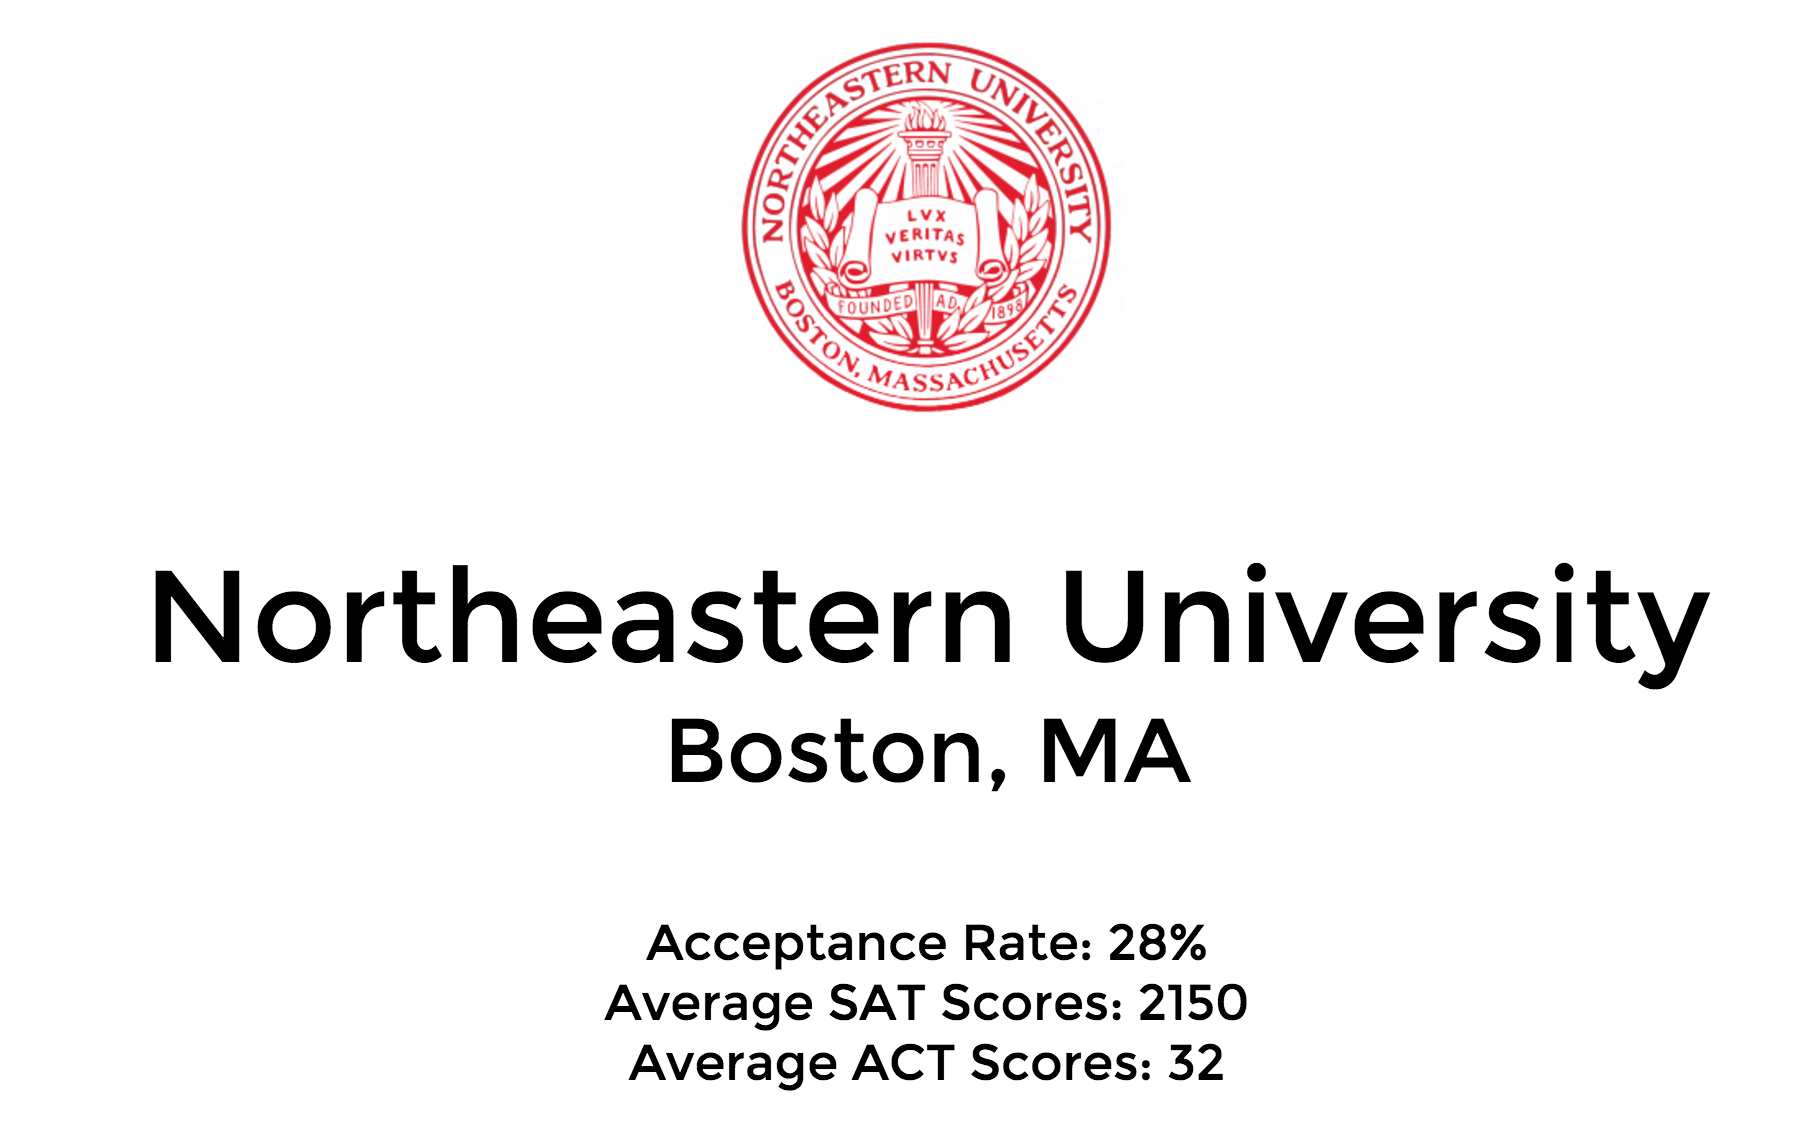 NORTHEASTERN UNIVERSITY
LVX
VERITAS
VIRTVS
FOUNDED A.D. 1898
BOSTON, MASSACHUSETTS
Northeastern University
Boston, MA
Acceptance Rate: 28%
Average SAT Scores: 2150
Average ACT Scores: 32